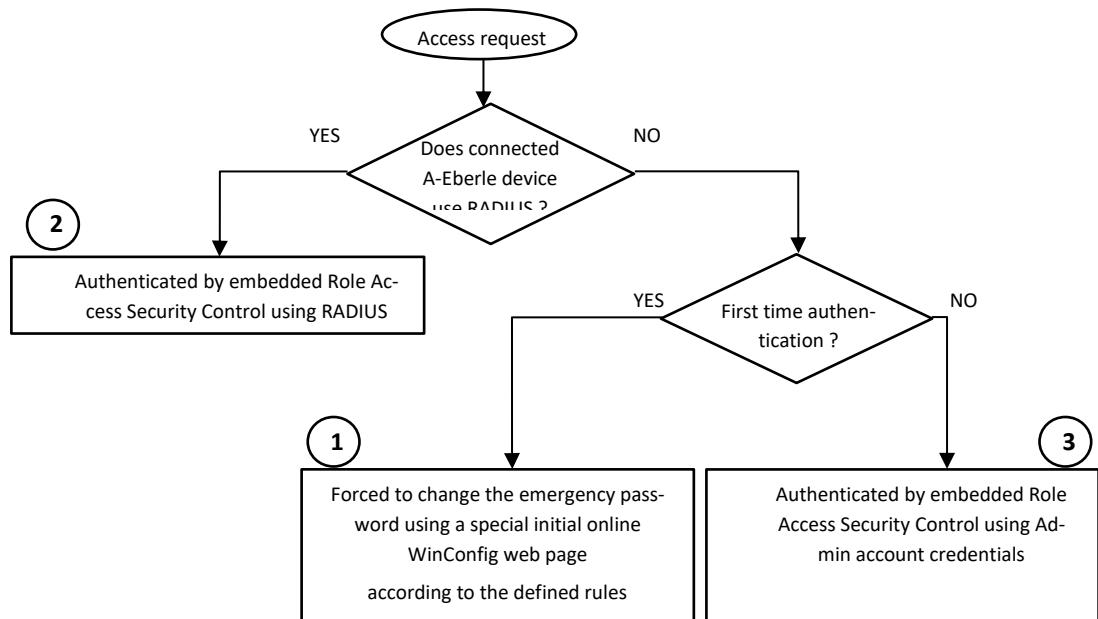 Access request
YES
NO
Does connected
A-Eberle device
use RADIUS ?
2
Authenticated by embedded Role Ac-
cess Security Control using RADIUS
YES
NO
First time authen-
tication ?
1
3
Forced to change the emergency pass-
word using a special initial online
WinConfig web page
according to the defined rules
Authenticated by embedded Role
Access Security Control using Ad-
min account credentials